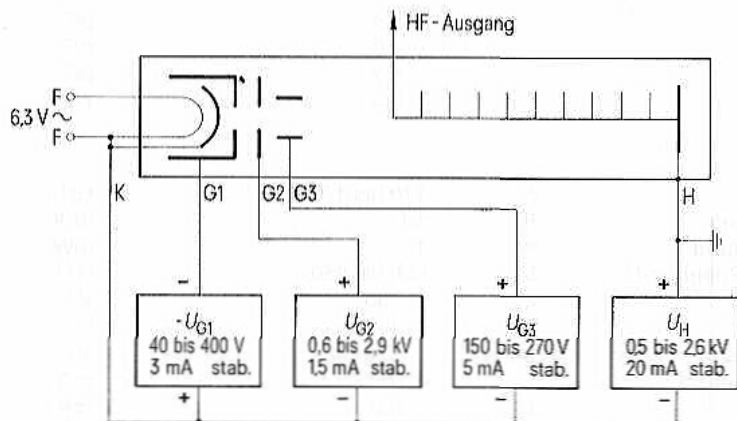 HF-Ausgang
F
6,3 V ~
F
K G1 G2 G3 H
- + + +
-U_G1 U_G2 U_G3 U_H
40 bis 400 V 0,6 bis 2,9 kV 150 bis 270 V 0,5 bis 2,6 kV
3 mA stab. 1,5 mA stab. 5 mA stab. 20 mA stab.
+ - - -